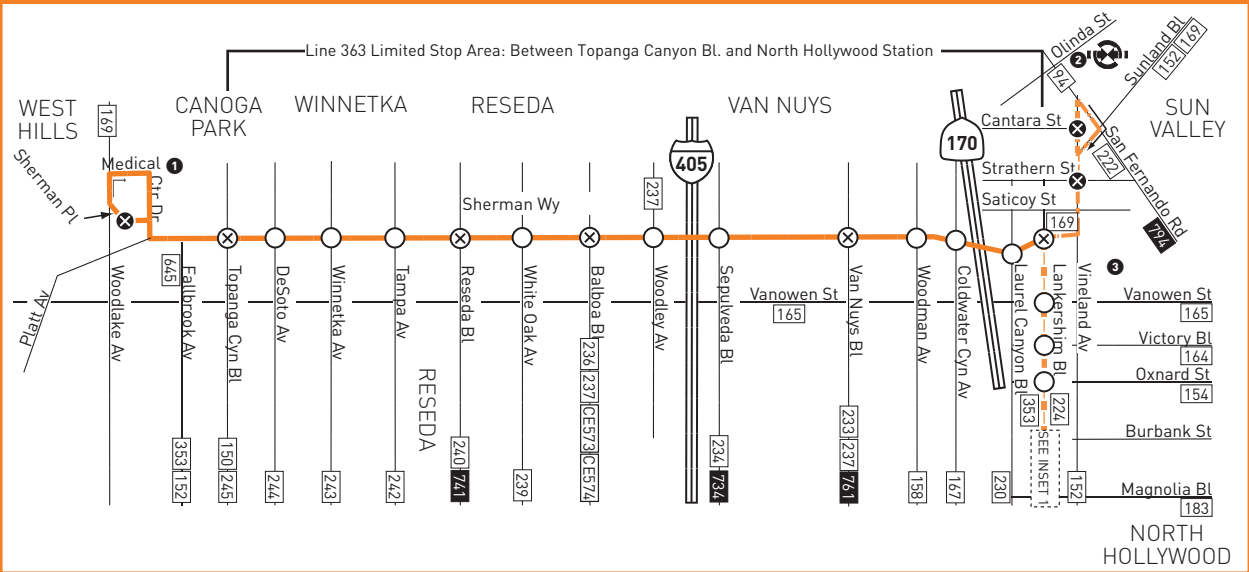 Line 363 Limited Stop Area: Between Topanga Canyon Bl. and North Hollywood Station
WEST
HILLS
CANOGA
PARK
WINNETKA
RESEDA
VAN NUYS
SUN
VALLEY
Olinda St
Sunland Bl
152 169
2
94
169
405
170
Cantara St
San Fernando Rd
222
794
Strathern St
Saticoy St
169
Medical
Ctr Dr
1
Sherman Pl
Sherman Wy
237
3
Platt Av
Woodlake Av
645
Fallbrook Av
353 152
Topanga Cyn Bl
150 245
DeSoto Av
244
Winnetka Av
243
Tampa Av
242
RESEDA
Reseda Bl
240 741
White Oak Av
239
Balboa Bl
236 237 CE573 CE574
Woodley Av
Sepulveda Bl
234 734
Vanowen St
165
Van Nuys Bl
233 237 761
Woodman Av
158
Coldwater Cyn Av
167
Laurel Canyon Bl
230
353
Lankershim Bl
224
SEE INSET 1
Vineland Av
152
Vanowen St
165
Victory Bl
164
Oxnard St
154
Burbank St
Magnolia Bl
183
NORTH
HOLLYWOOD